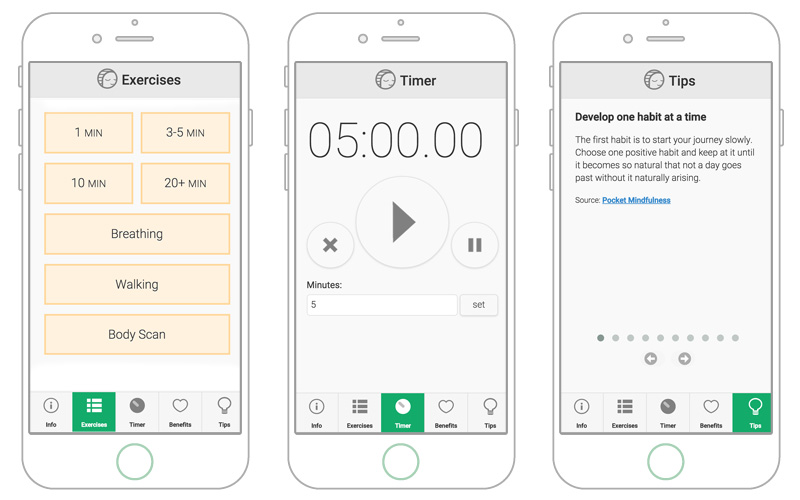 Exercises
1 MIN
3-5 MIN
10 MIN
20+ MIN
Breathing
Walking
Body Scan
Info
Exercises
Timer
Benefits
Tips
Timer
05:00.00
Minutes:
5
set
Info
Exercises
Timer
Benefits
Tips
Tips
Develop one habit at a time
The first habit is to start your journey slowly.
Choose one positive habit and keep at it until
it becomes so natural that not a day goes
past without it naturally arising.
Source: Pocket Mindfulness
Info
Exercises
Timer
Benefits
Tips